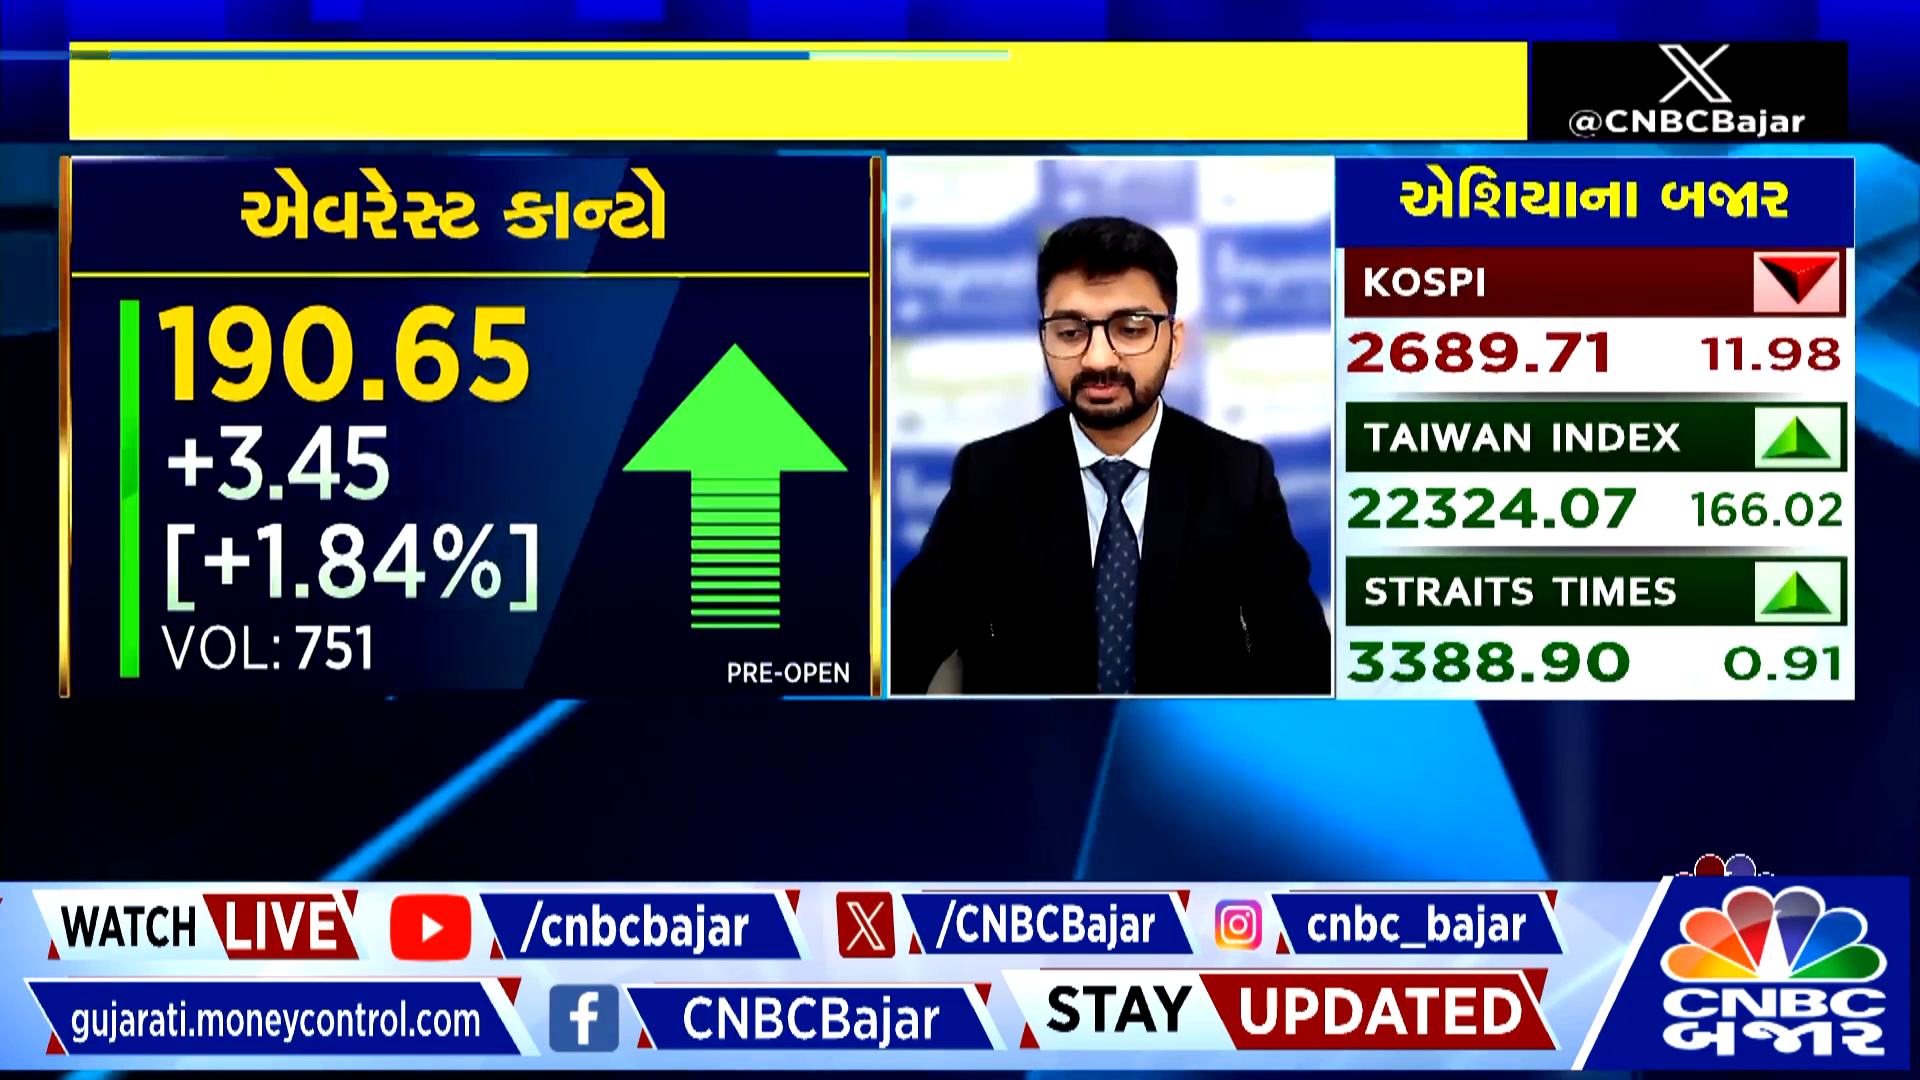 @CNBCBajar
એવરેસ્ટ કાન્ટો
190.65
+3.45
[+1.84%]
VOL: 751
PRE-OPEN
એશિયાના બજાર
KOSPI
2689.71 11.98
TAIWAN INDEX
22324.07 166.02
STRAITS TIMES
3388.90 0.91
WATCH LIVE /cnbcbajar /CNBCBajar cnbc_bajar
gujarati.moneycontrol.com CNBCBajar STAY UPDATED
CNBC
બજાર